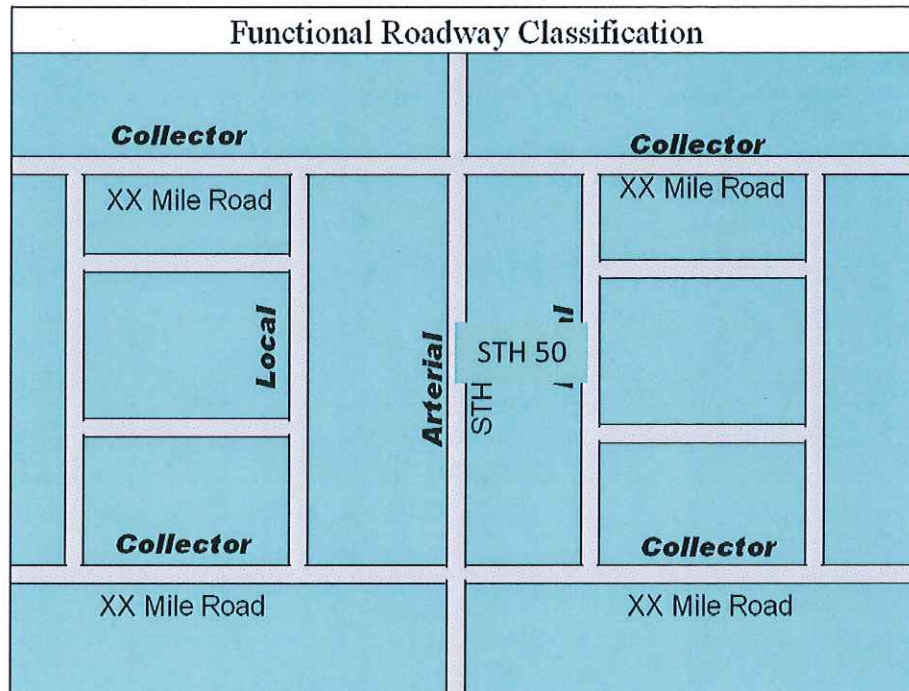 Functional Roadway Classification
Collector
Collector
XX Mile Road
XX Mile Road
Local
Arterial
STH 50
STH
Collector
Collector
XX Mile Road
XX Mile Road